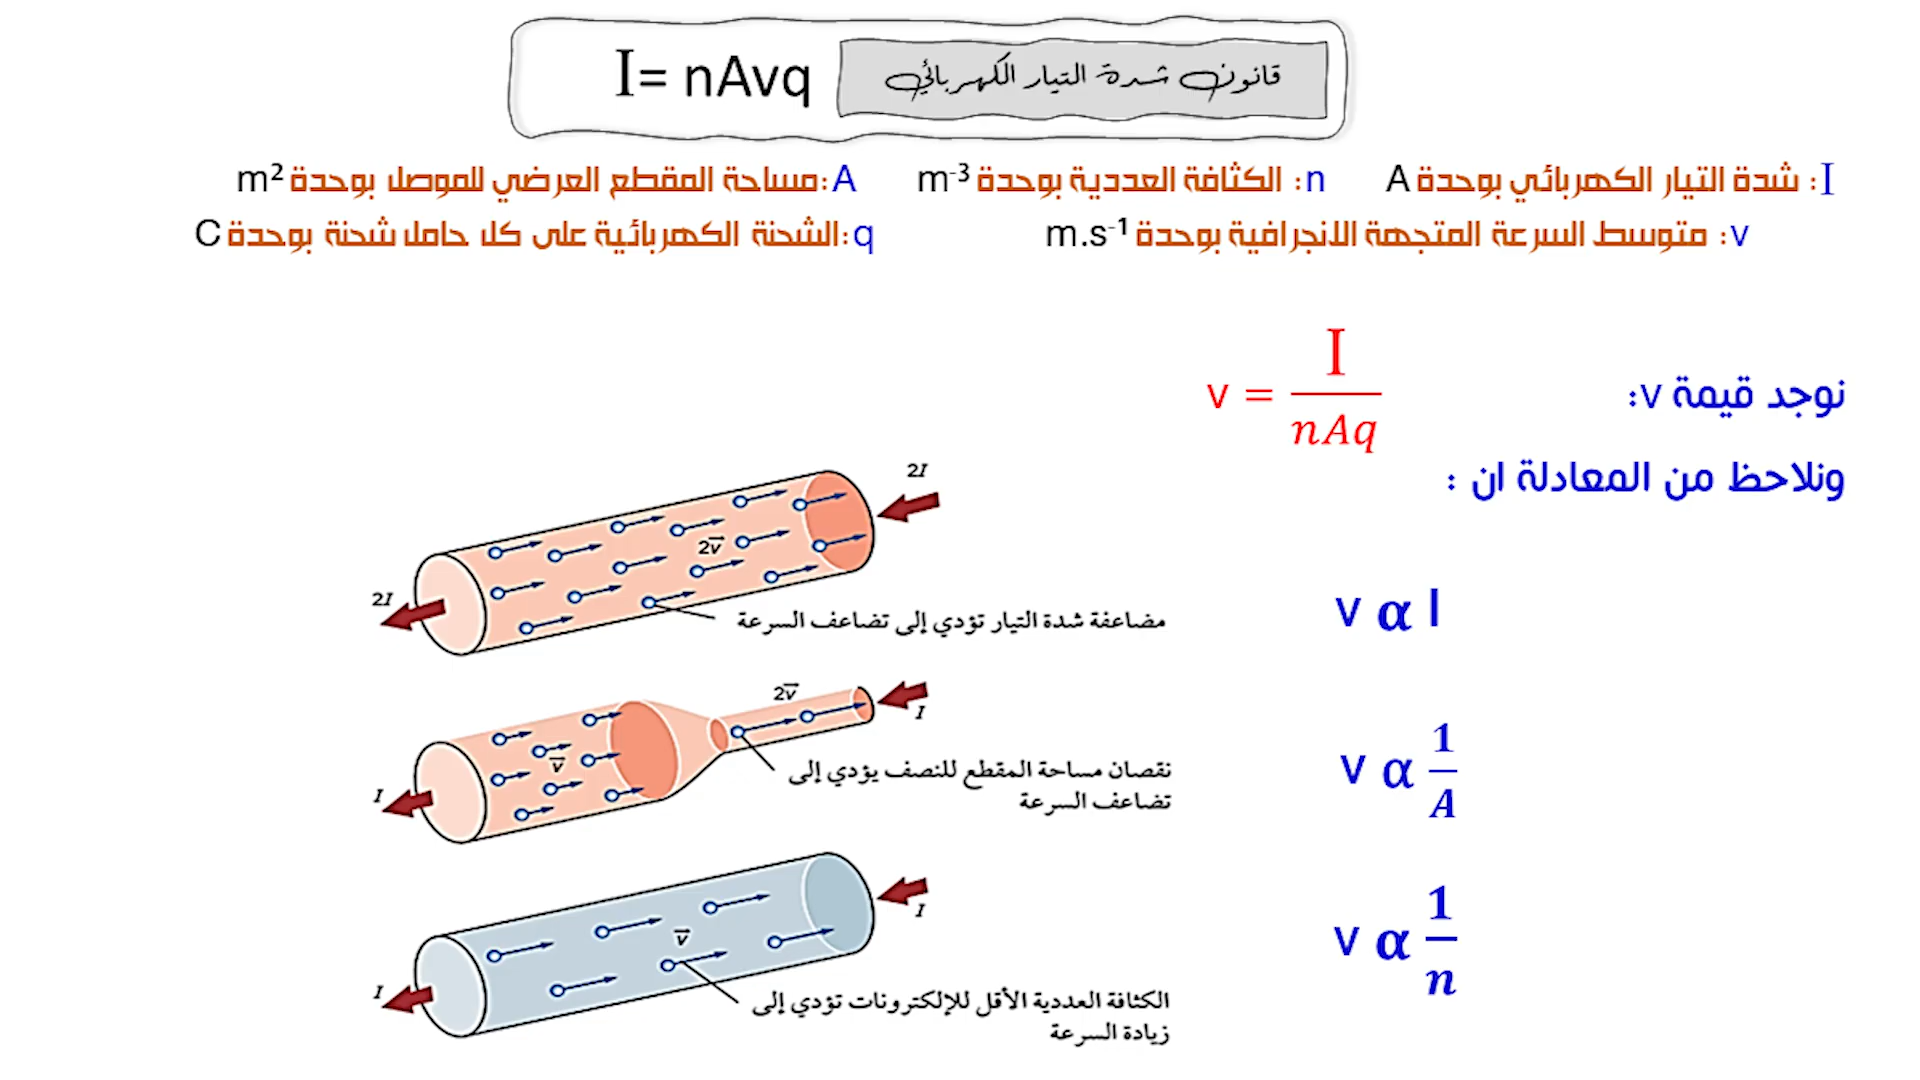 قانون شدة التيار الكهربائي I= nAvq
I: شدة التيار الكهربائي بوحدة A n: الكثافة العددية بوحدة m⁻³ A:مساحة المقطع العرضي للموصل بوحدة m²
v: متوسط السرعة المتجهة الانجرافية بوحدة m.s⁻¹ q:الشحنة الكهربائية على كل حامل شحنة بوحدة C
نوجد قيمة v: v = I/nAq
ونلاحظ من المعادلة ان :
2I
2v⃗
2I
مضاعفة شدة التيار تؤدي إلى تضاعف السرعة
v α I
2v⃗
I
v⃗
I
نقصان مساحة المقطع للنصف يؤدي إلى
تضاعف السرعة
v α 1/A
I
v⃗
I
الكثافة العددية الأقل للإلكترونات تؤدي إلى
زيادة السرعة
v α 1/n